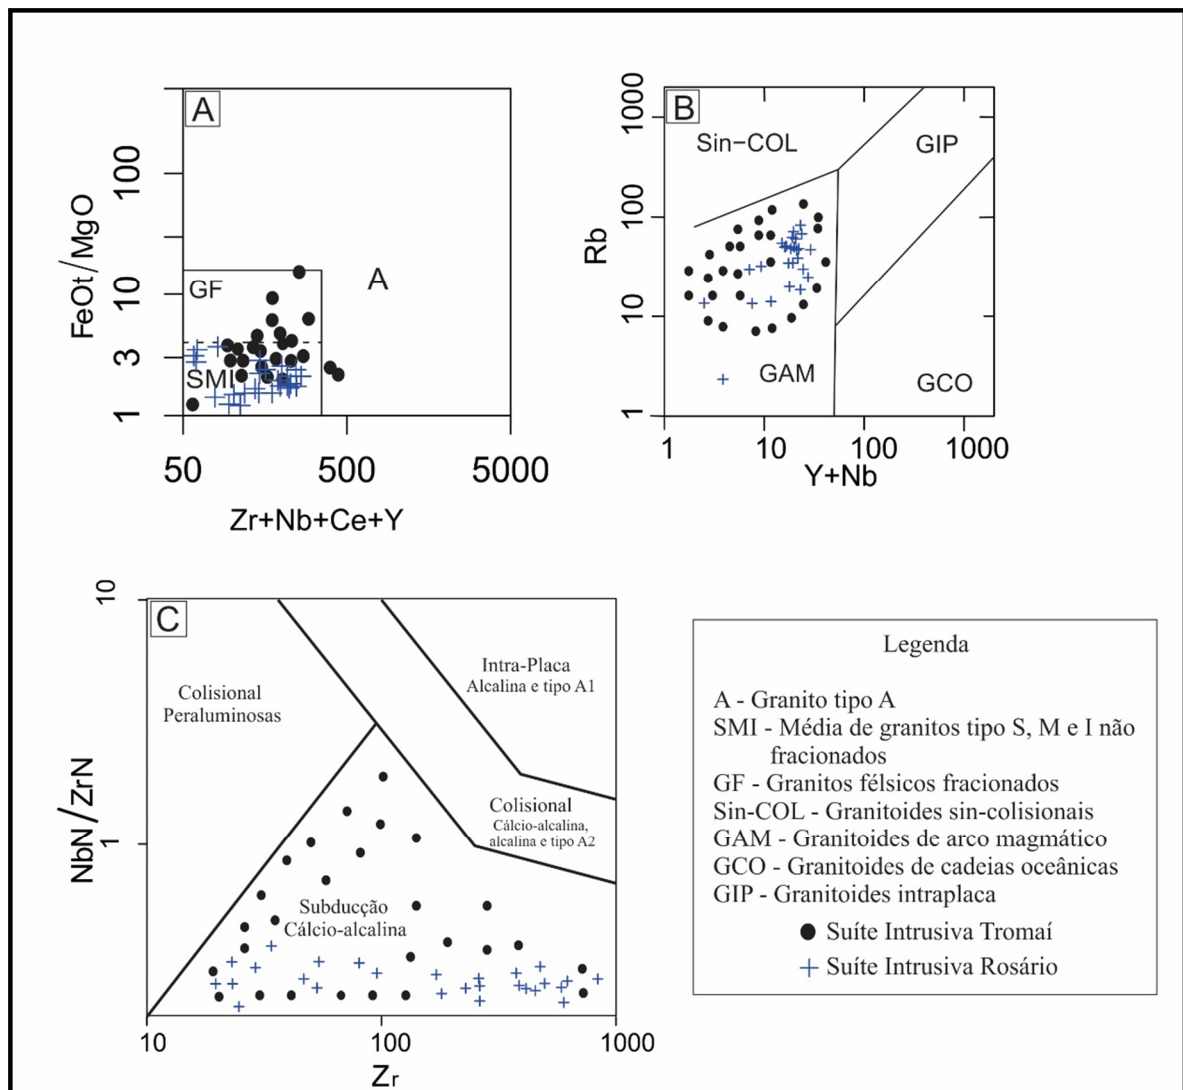 A
FeOt/MgO
100
10
3
1
GF
A
SMI
50
500
5000
Zr+Nb+Ce+Y
B
Rb
1000
100
10
1
Sin-COL
GIP
GAM
GCO
1
10
100
1000
Y+Nb
C
NbN/ZrN
10
1
Colisional
Peraluminosas
Intra-Placa
Alcalina e tipo A1
Colisional
Cálcio-alcalina,
alcalina e tipo A2
Subducção
Cálcio-alcalina
10
100
1000
Zr
Legenda
A - Granito tipo A
SMI - Média de granitos tipo S, M e I não
fracionados
GF - Granitos félsicos fracionados
Sin-COL - Granitoides sin-colisionais
GAM - Granitoides de arco magmático
GCO - Granitoides de cadeias oceânicas
GIP - Granitoides intraplaca
Suíte Intrusiva Tromaí
Suíte Intrusiva Rosário